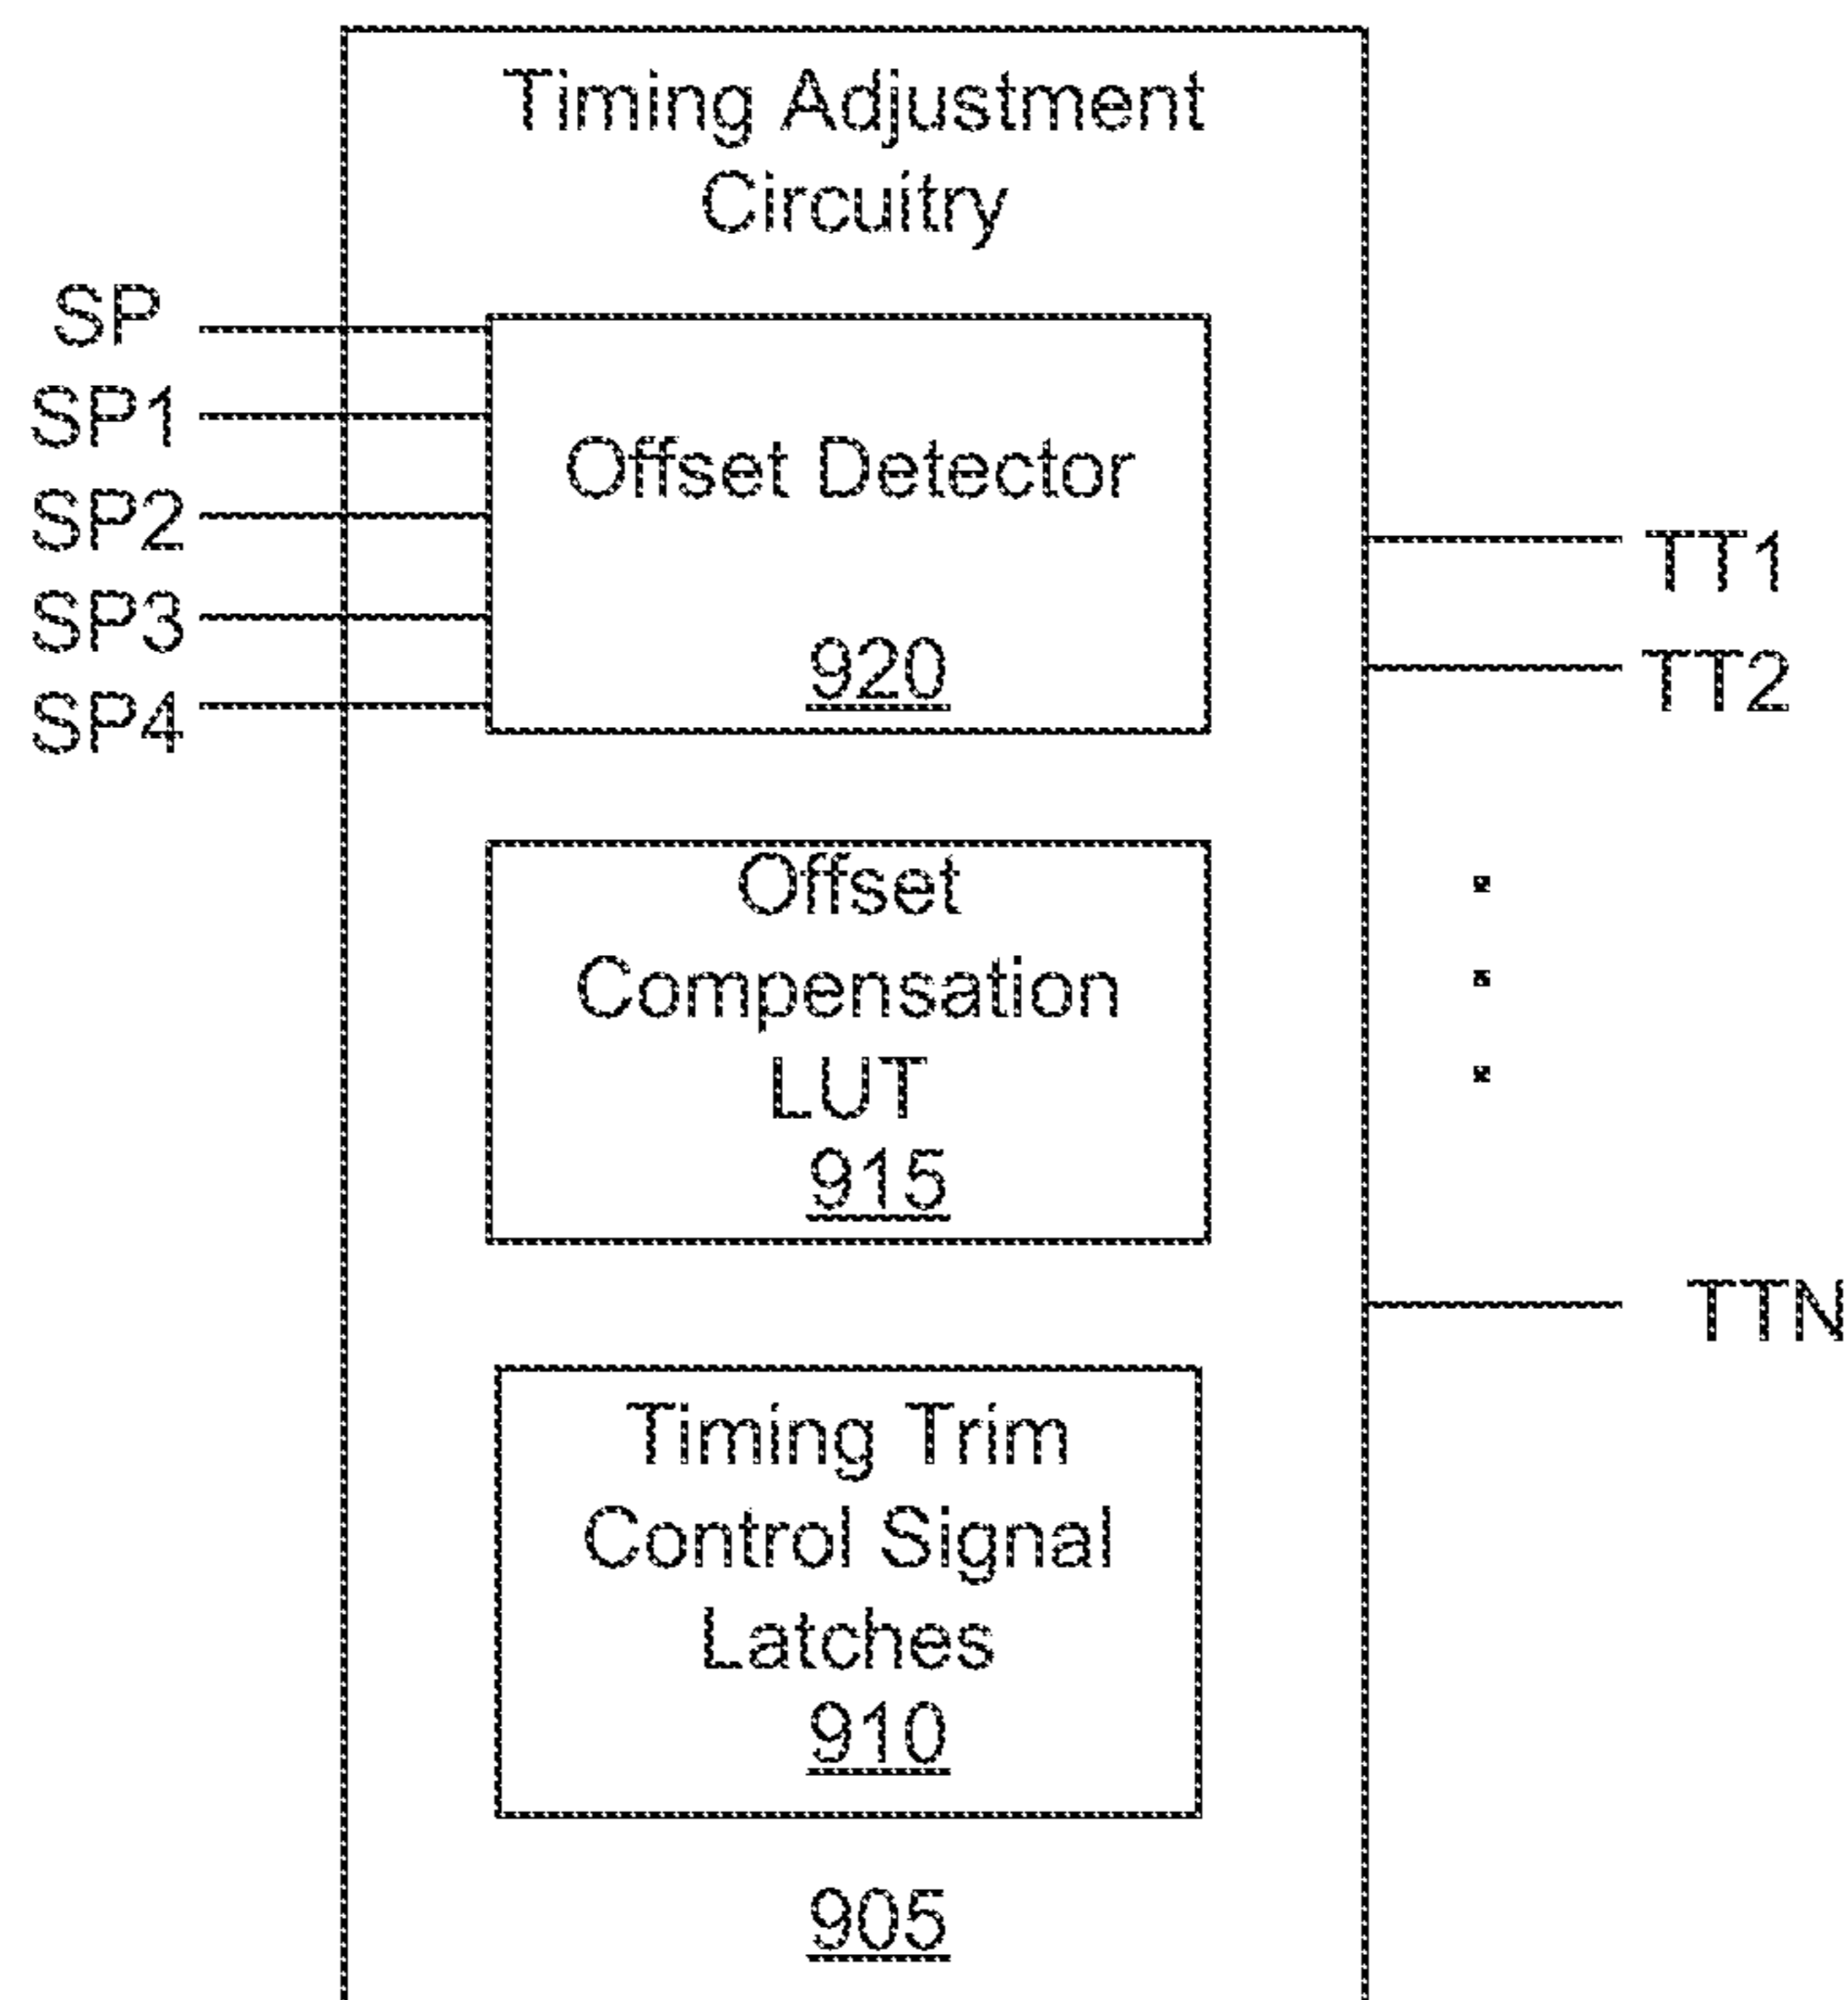 Timing Adjustment
Circuitry
SP
SP1
SP2
SP3
SP4
Offset Detector
920
TT1
TT2
Offset
Compensation
LUT
915
TTN
Timing Trim
Control Signal
Latches
910
905